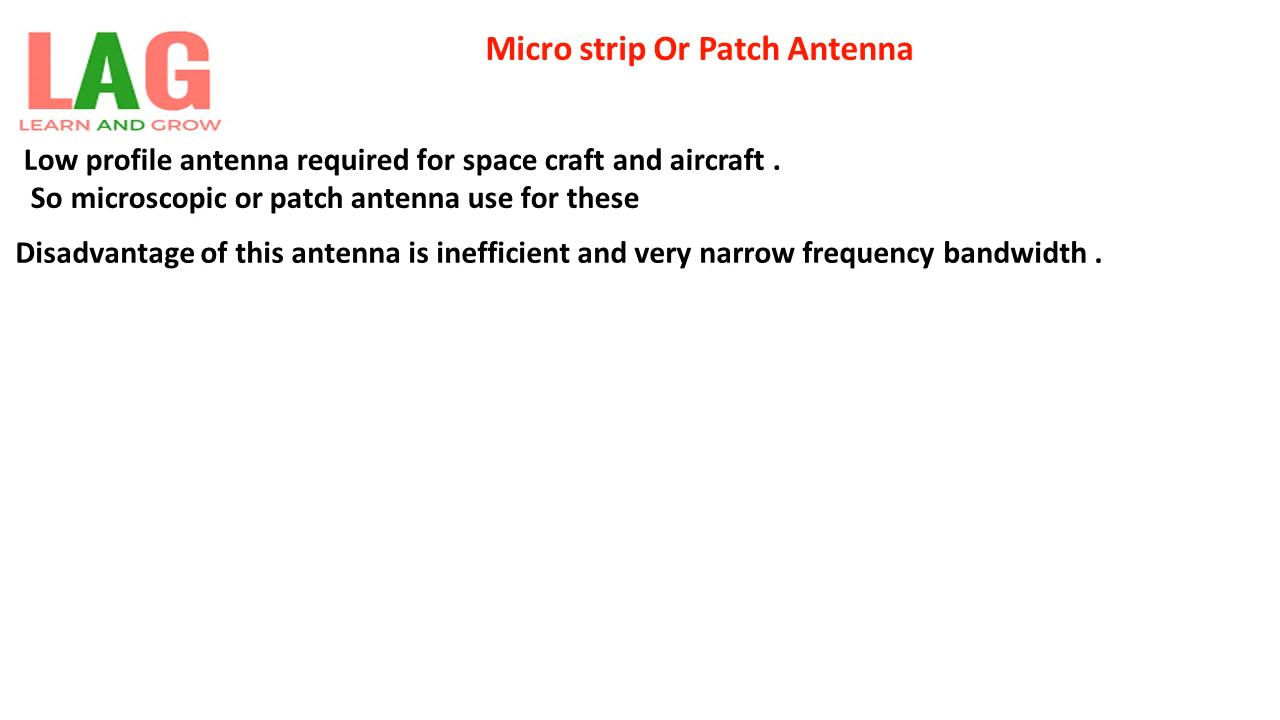 LAG
LEARN AND GROW
Micro strip Or Patch Antenna
Low profile antenna required for space craft and aircraft .
So microscopic or patch antenna use for these
Disadvantage of this antenna is inefficient and very narrow frequency bandwidth .